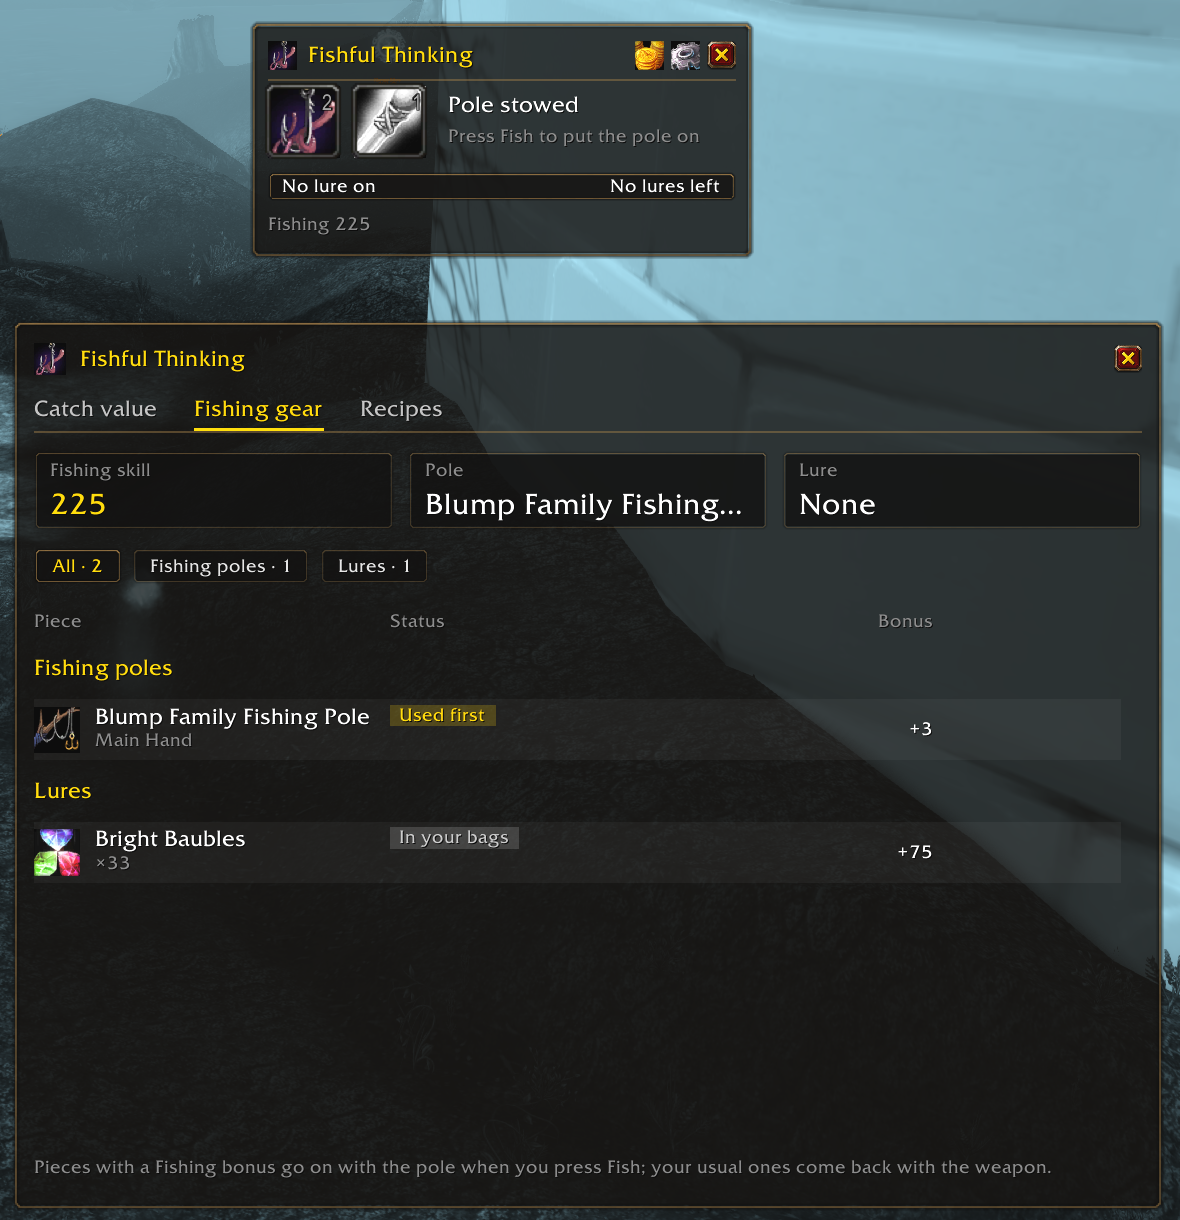 Fishful Thinking
2
1
Pole stowed
Press Fish to put the pole on
No lure on
No lures left
Fishing 225
Fishful Thinking
Catch value
Fishing gear
Recipes
Fishing skill
225
Pole
Blump Family Fishing...
Lure
None
All · 2
Fishing poles · 1
Lures · 1
Piece
Status
Bonus
Fishing poles
Blump Family Fishing Pole
Main Hand
Used first
+3
Lures
Bright Baubles
×33
In your bags
+75
Pieces with a Fishing bonus go on with the pole when you press Fish; your usual ones come back with the weapon.